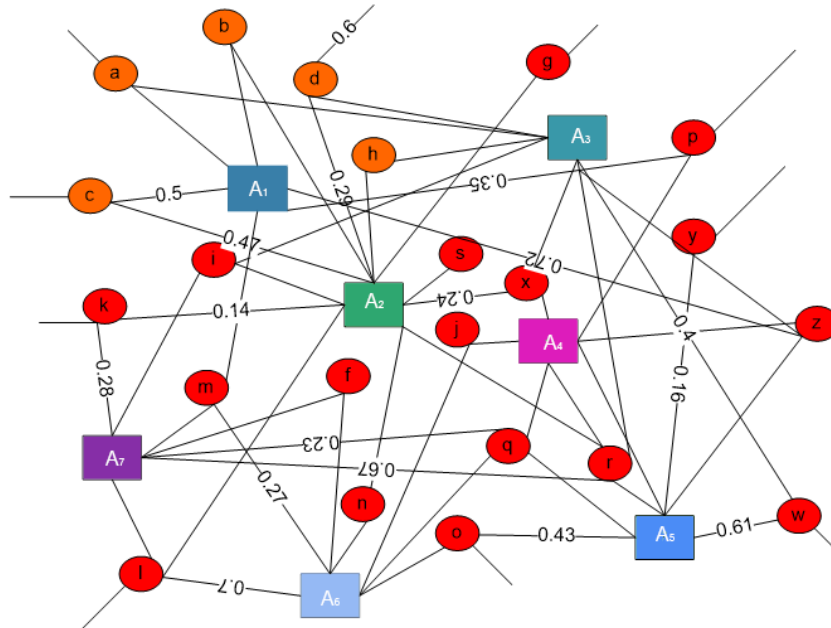 b
0.6
g
a
d
A₃
p
h
A₁
0.35
c
0.5
0.29
y
0.47
s
i
0.72
x
A₂
0.24
k
0.14
z
j
0.4
A₄
0.28
f
0.16
m
q
0.23
A₇
r
0.67
0.27
n
w
o
0.43
A₅
0.61
l
0.7
A₆